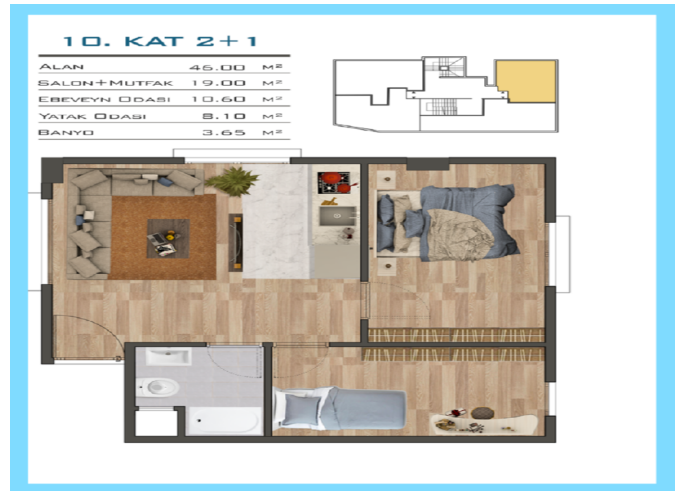 10. KAT 2+1
ALAN 46.00 M²
SALON+MUTFAK 19.00 M²
EBEVEYN ODASI 10.60 M²
YATAK ODASI 8.10 M²
BANYO 3.65 M²